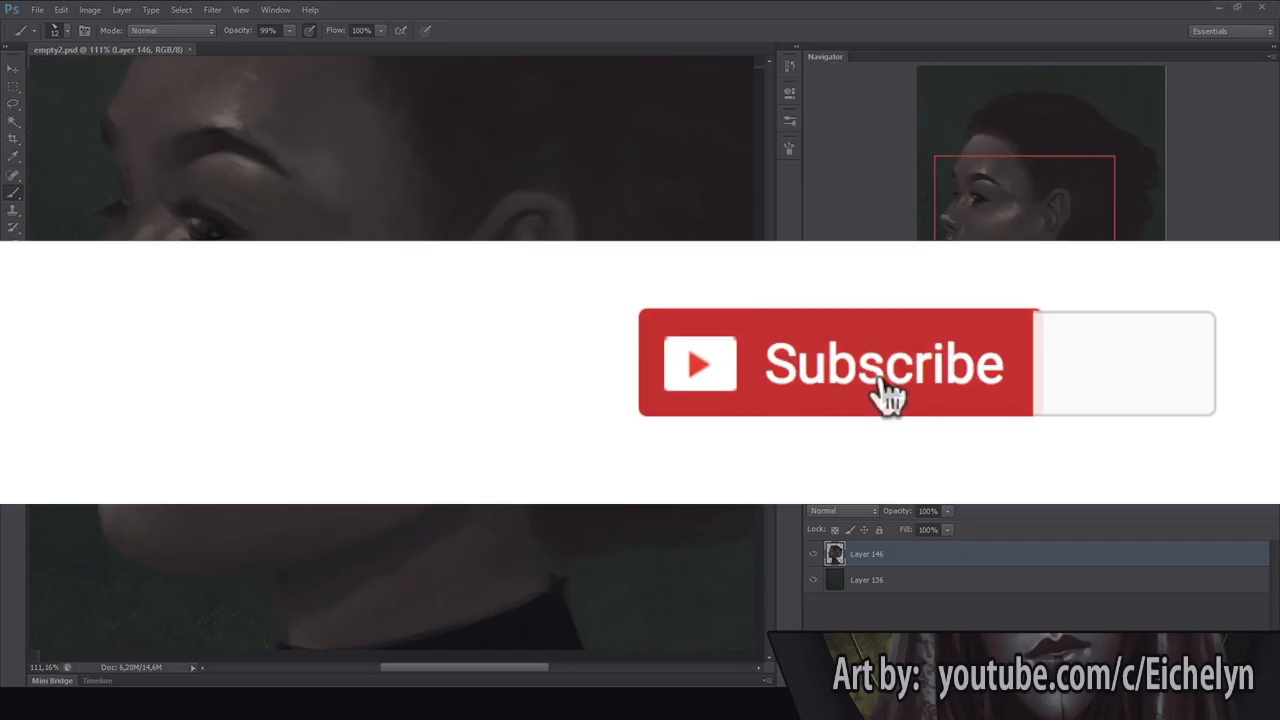 Ps File Edit Image Layer Type Select Filter View Window Help
12 Mode: Normal Opacity: 99% Flow: 100% Essentials
empty2.psd @ 111% (Layer 146, RGB/8) ×
Navigator
Subscribe
Normal Opacity: 100%
Lock: Fill: 100%
Layer 146
Layer 136
111,16% Doc: 6,20M/14,6M
Mini Bridge Timeline
Art by: youtube.com/c/Eichelyn